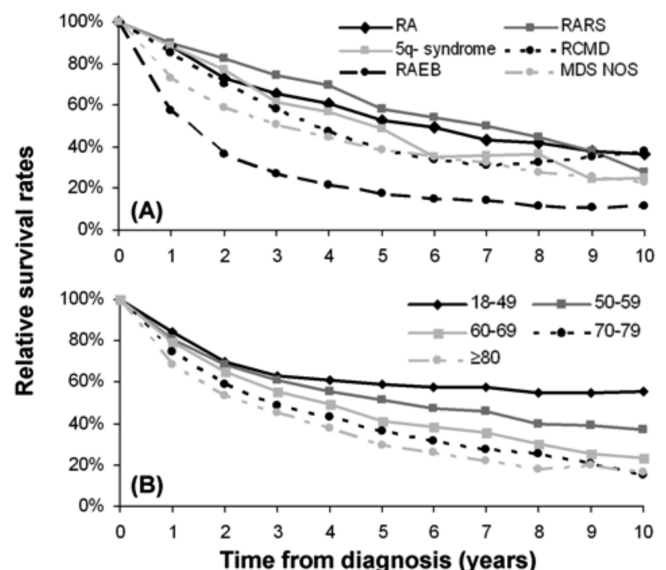 Relative survival rates
100%
80%
60%
40%
20%
0%
RA
RARS
5q- syndrome
RCMD
RAEB
MDS NOS
(A)
0 1 2 3 4 5 6 7 8 9 10
100%
80%
60%
40%
20%
0%
18-49
50-59
60-69
70-79
≥80
(B)
0 1 2 3 4 5 6 7 8 9 10
Time from diagnosis (years)